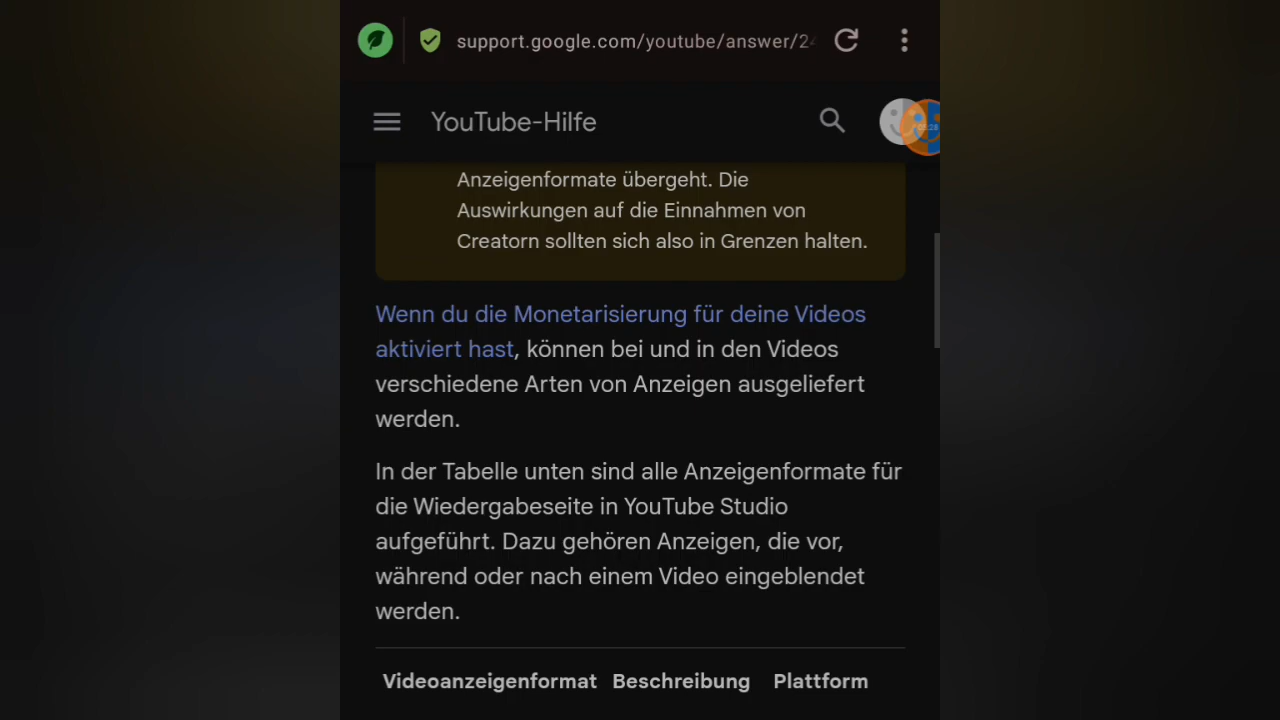 support.google.com/youtube/answer/2
YouTube-Hilfe
Anzeigenformate übergeht. Die
Auswirkungen auf die Einnahmen von
Creatorn sollten sich also in Grenzen halten.
Wenn du die Monetarisierung für deine Videos
aktiviert hast, können bei und in den Videos
verschiedene Arten von Anzeigen ausgeliefert
werden.
In der Tabelle unten sind alle Anzeigenformate für
die Wiedergabeseite in YouTube Studio
aufgeführt. Dazu gehören Anzeigen, die vor,
während oder nach einem Video eingeblendet
werden.
Videoanzeigenformat Beschreibung Plattform